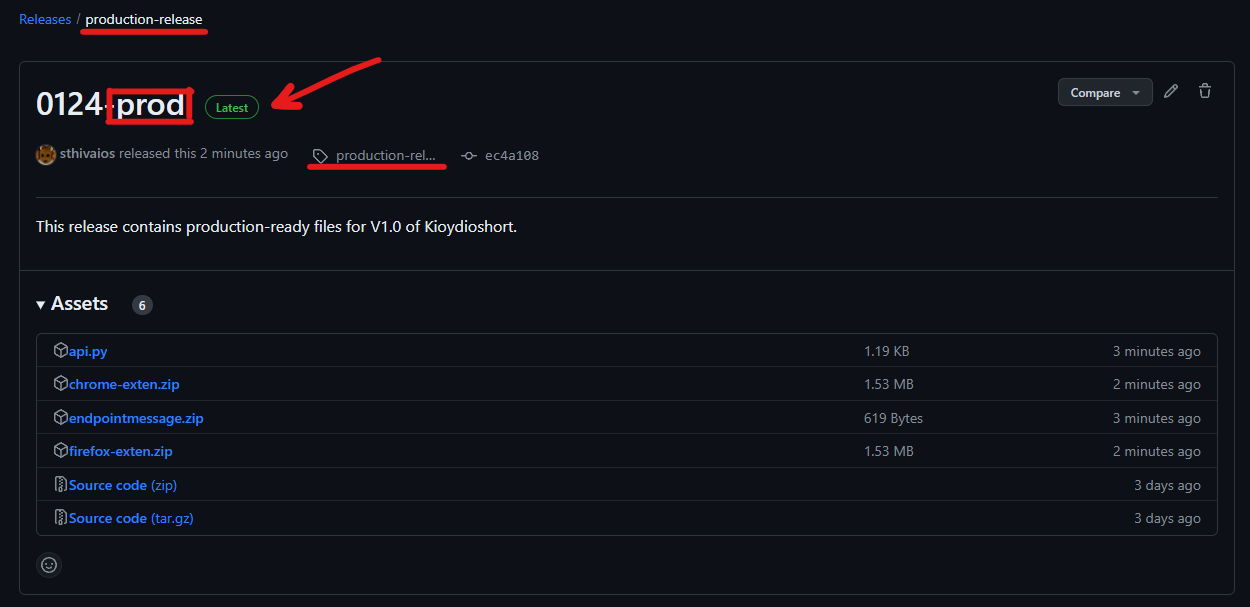 Releases / production-release
0124-prod Latest Compare
sthivaios released this 2 minutes ago production-rel... ec4a108
This release contains production-ready files for V1.0 of Kioydioshort.
Assets 6
api.py 1.19 KB 3 minutes ago
chrome-exten.zip 1.53 MB 2 minutes ago
endpointmessage.zip 619 Bytes 3 minutes ago
firefox-exten.zip 1.53 MB 2 minutes ago
Source code (zip) 3 days ago
Source code (tar.gz) 3 days ago